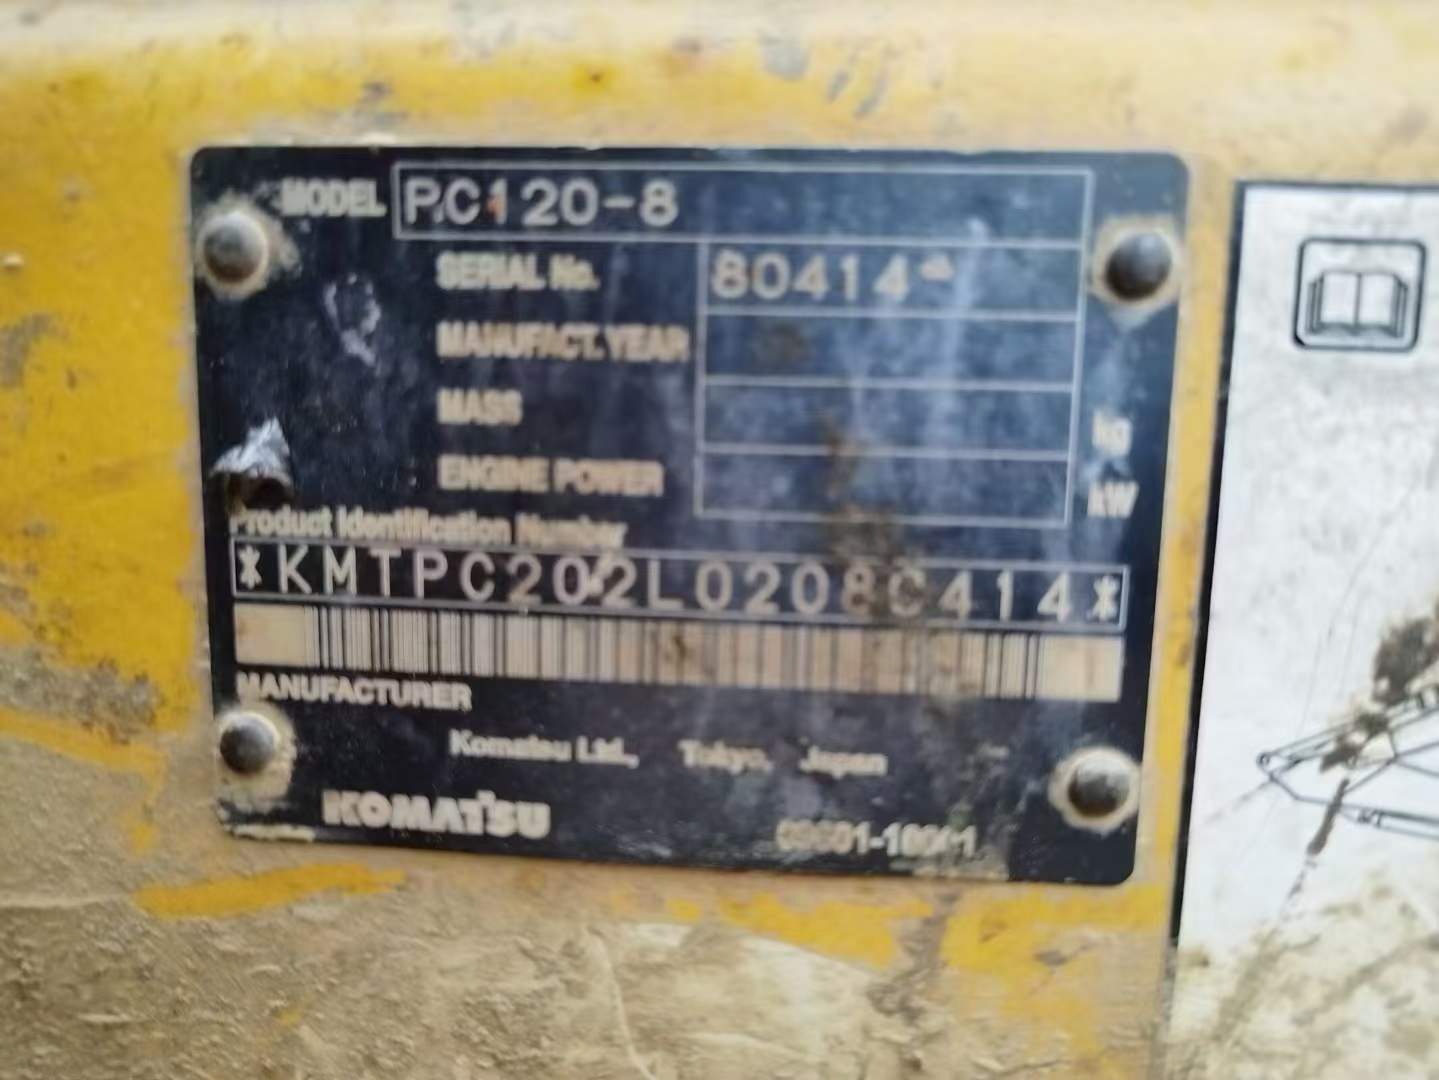 MODEL PC120-8
SERIAL No. 80414
MANUFACT. YEAR
MASS kg
ENGINE POWER kW
Product Identification Number
*KMTPC202L0208C414*
MANUFACTURER
Komatsu Ltd., Tokyo, Japan
KOMATSU